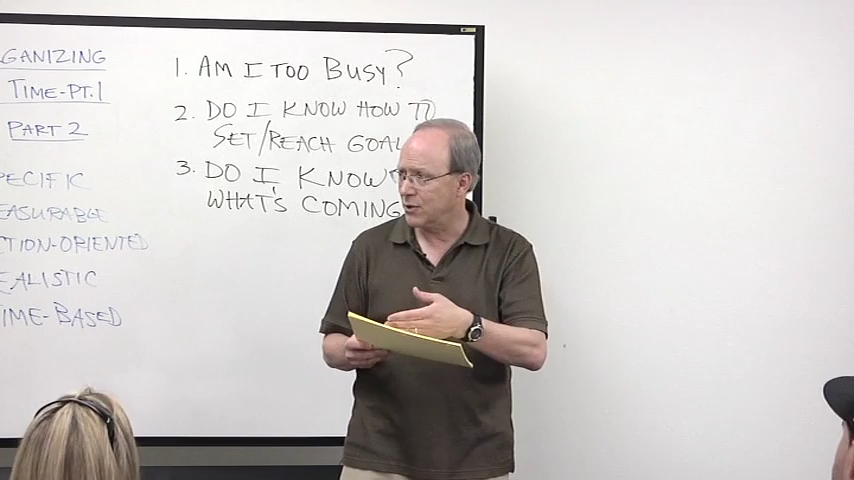 GANIZING
TIME-PT.1
PART 2
PECIFIC
EASURABLE
CTION-ORIENTED
EALISTIC
IME-BASED
1. AM I TOO BUSY?
2. DO I KNOW HOW TO
SET/REACH GOAL
3. DO I KNOW
WHAT'S COMING